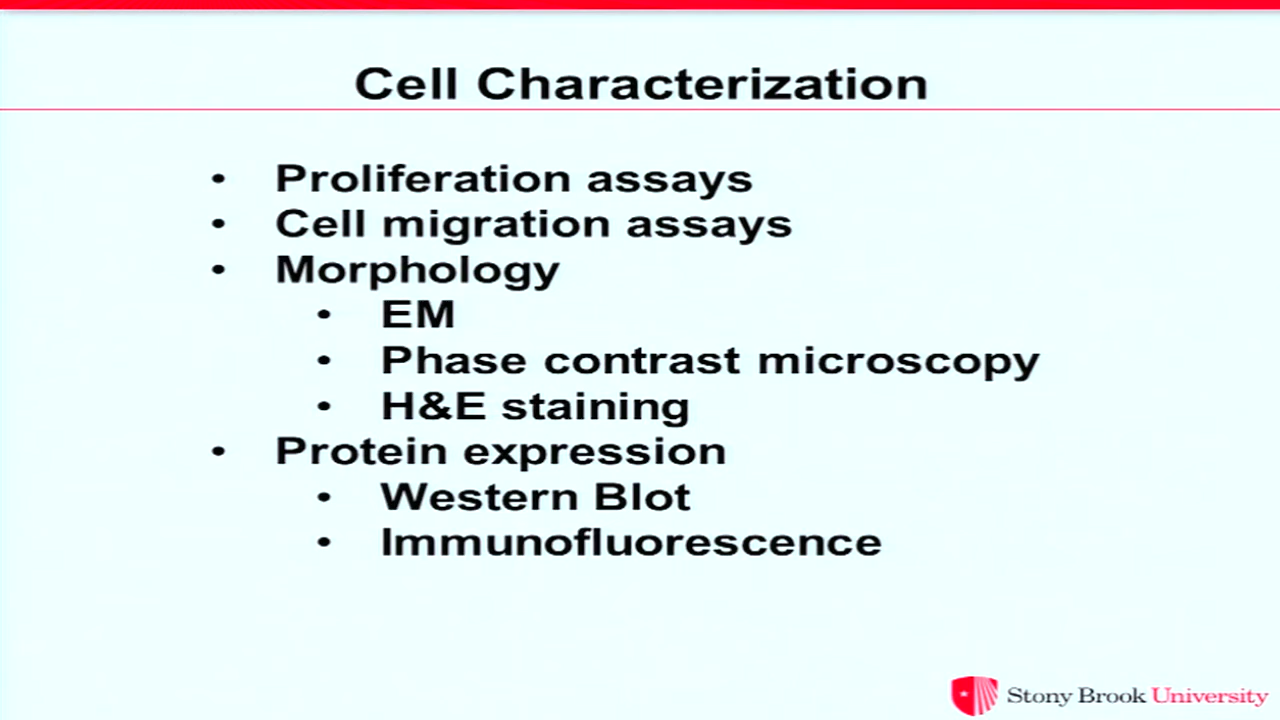 Cell Characterization
• Proliferation assays
• Cell migration assays
• Morphology
• EM
• Phase contrast microscopy
• H&E staining
• Protein expression
• Western Blot
• Immunofluorescence
Stony Brook University